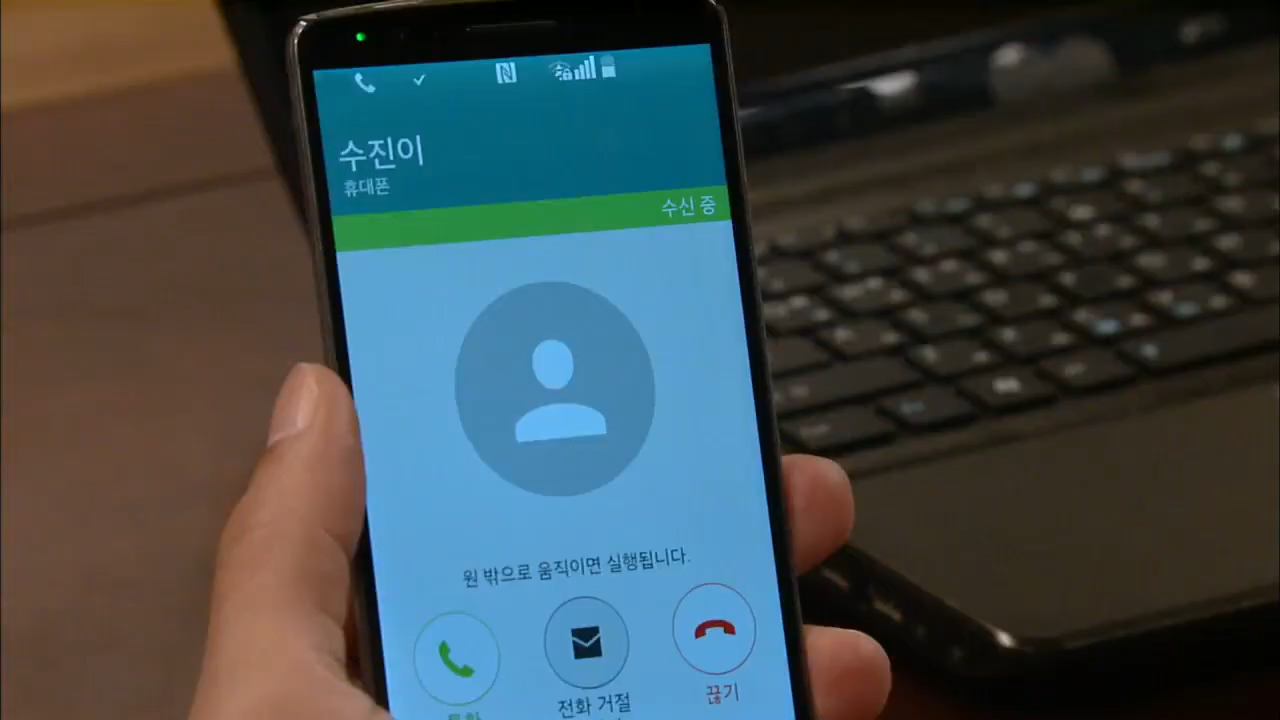 수진이
휴대폰
수신 중
원 밖으로 움직이면 실행됩니다.
전화 거절
끊기